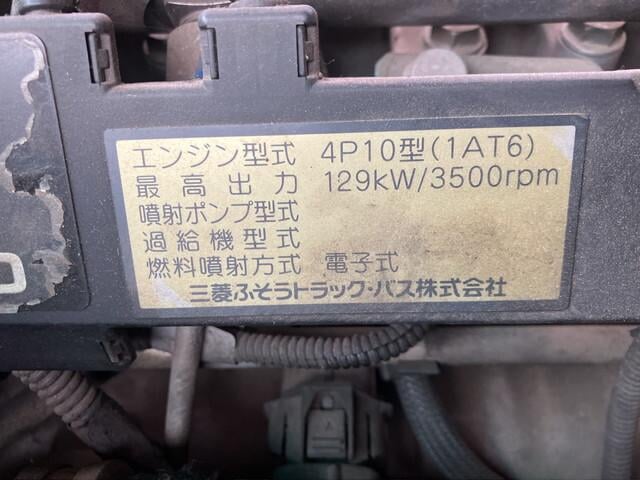 エンジン型式 4P10型(1AT6)
最高出力 129kW/3500rpm
噴射ポンプ型式
過給機型式
燃料噴射方式 電子式
三菱ふそうトラック・バス株式会社